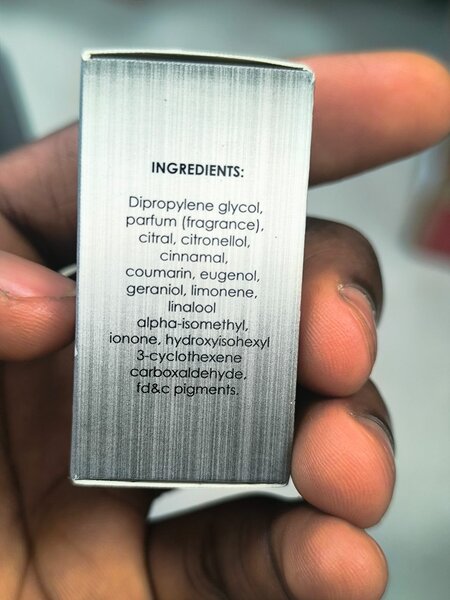 INGREDIENTS:
Dipropylene glycol,
parfum (fragrance),
citral, citronellol,
cinnamal,
coumarin, eugenol,
geraniol, limonene,
linalool
alpha-isomethyl,
ionone, hydroxyisohexyl
3-cyclothexene
carboxaldehyde,
fd&c pigments.